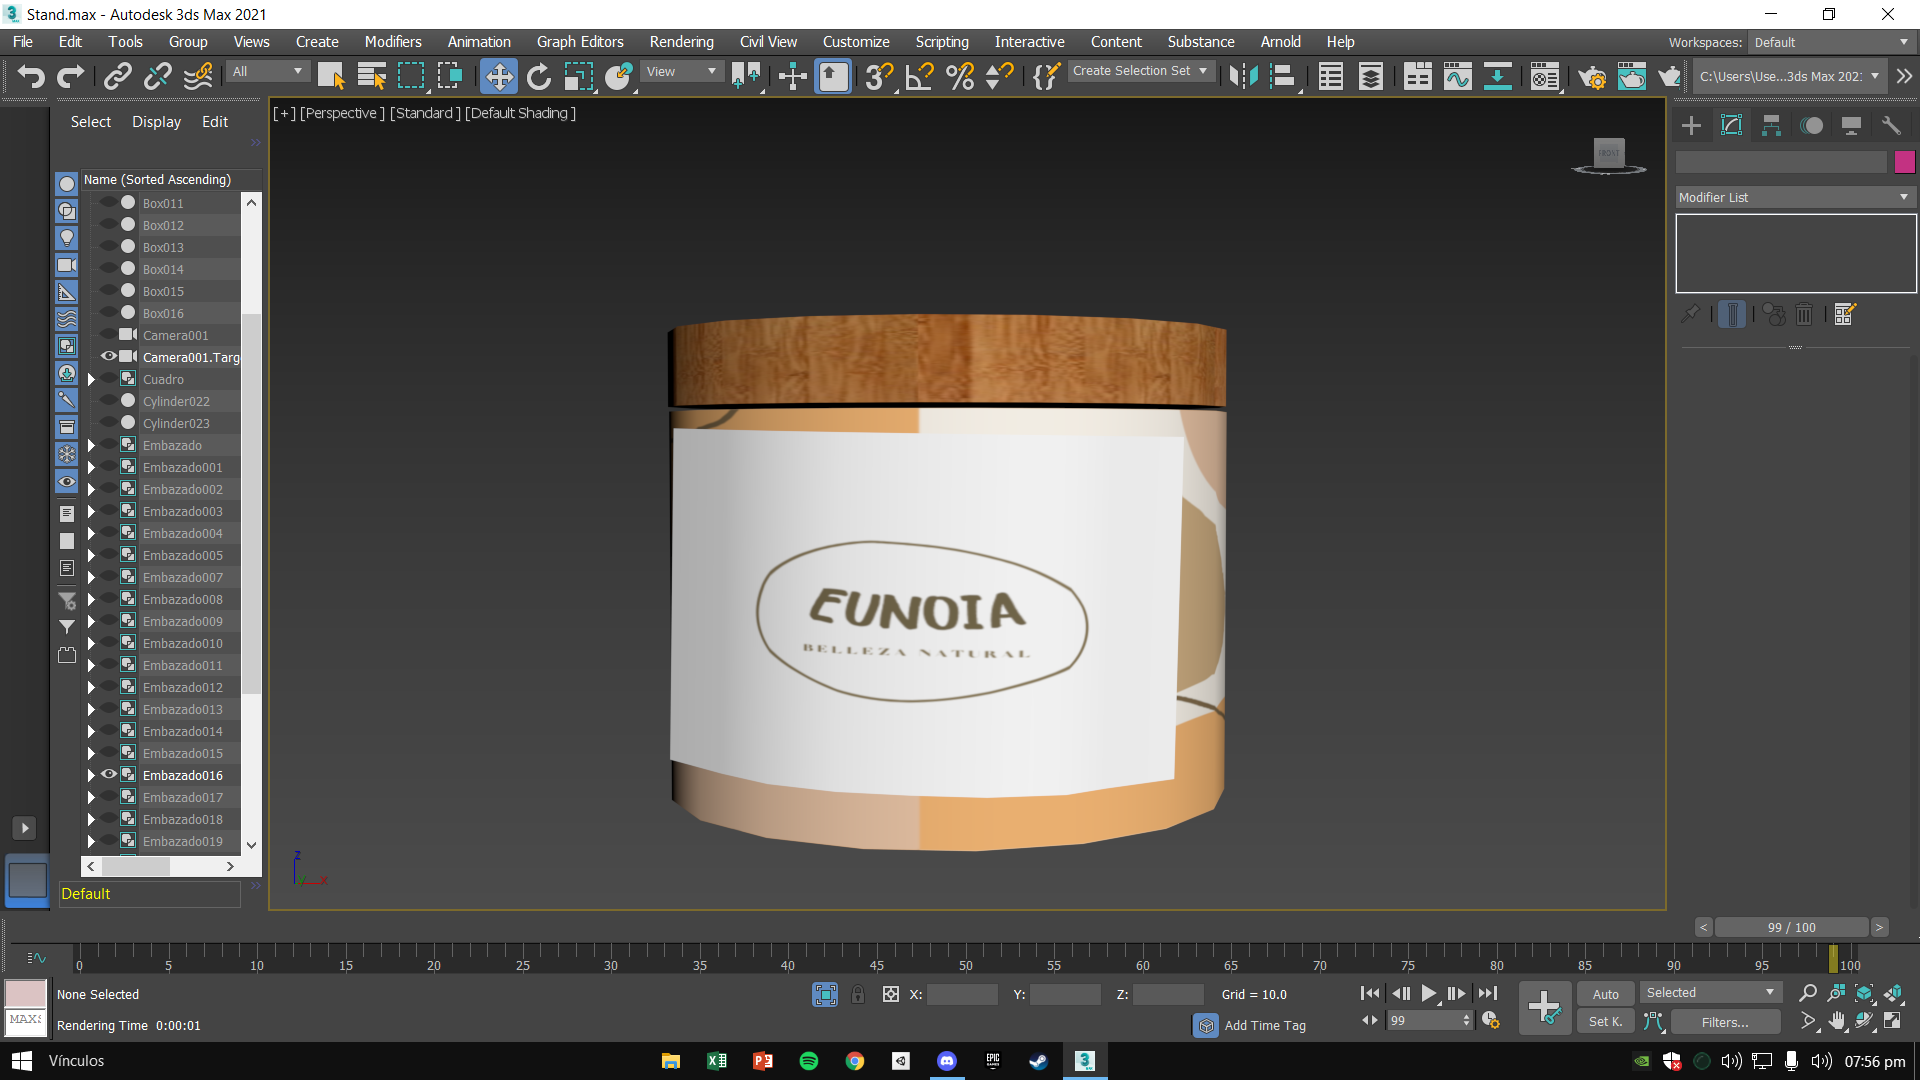 Stand.max - Autodesk 3ds Max 2021
File Edit Tools Group Views Create Modifiers Animation Graph Editors Rendering Civil View Customize Scripting Interactive Content Substance Arnold Help
Workspaces: Default
All
View
Create Selection Set
C:\Users\Use...3ds Max 202
Select Display Edit
[+] [Perspective ] [Standard ] [Default Shading ]
FRONT
Name (Sorted Ascending)
Modifier List
Box011
Box012
Box013
Box014
Box015
Box016
Camera001
Camera001.Targ
Cuadro
Cylinder022
Cylinder023
Embazado
Embazado001
Embazado002
Embazado003
Embazado004
Embazado005
Embazado007
Embazado008
Embazado009
Embazado010
Embazado011
Embazado012
Embazado013
Embazado014
Embazado015
Embazado016
Embazado017
Embazado018
Embazado019
EUNOIA
BELLEZA NATURAL
z
x
Default
< 99 / 100 >
0 5 10 15 20 25 30 35 40 45 50 55 60 65 70 75 80 85 90 95 100
None Selected
X: Y: Z: Grid = 10.0
Auto Selected
MAXS
Rendering Time 0:00:01
Add Time Tag
99
Set K. Filters...
Vínculos
EPIC GAMES
3
07:56 pm